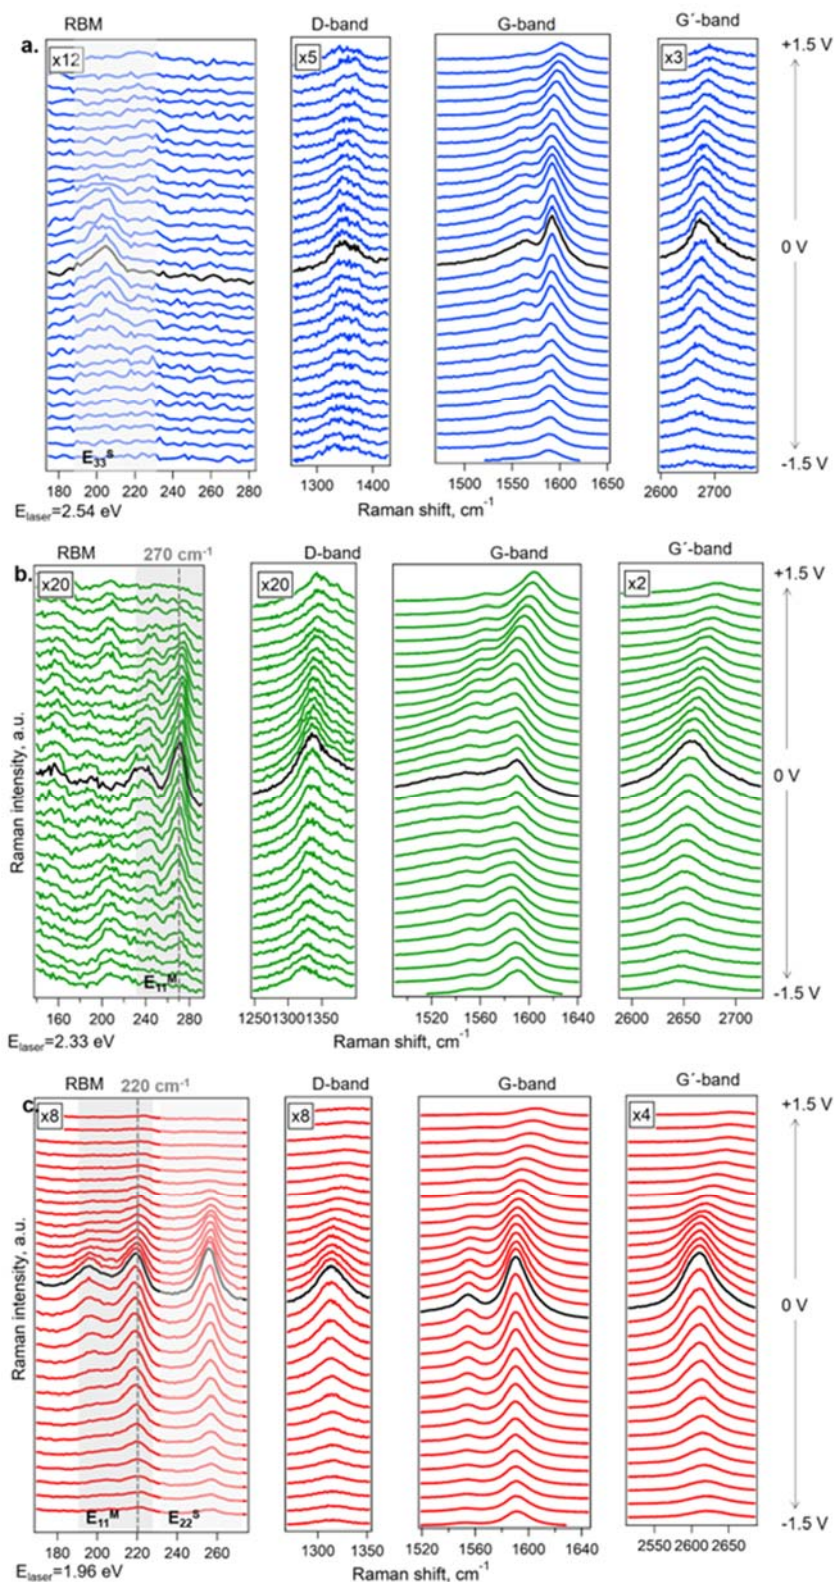 RBM D-band G-band G´-band
a. x12 x5 x3 +1.5 V
0 V
E33S
-1.5 V
180 200 220 240 260 280 1300 1400 1500 1550 1600 1650 2600 2700
Elaser=2.54 eV Raman shift, cm-1
RBM 270 cm-1 D-band G-band G´-band
b. x20 x20 x2 +1.5 V
0 V
Raman intensity, a.u.
E11M
-1.5 V
160 200 240 280 1250 1300 1350 1520 1560 1600 1640 2600 2650 2700
Elaser=2.33 eV Raman shift, cm-1
RBM 220 cm-1 D-band G-band G´-band
c. x8 x8 x4 +1.5 V
0 V
Raman intensity, a.u.
E11M E22S
-1.5 V
180 200 220 240 260 1300 1350 1520 1560 1600 1640 2550 2600 2650
Elaser=1.96 eV Raman shift, cm-1